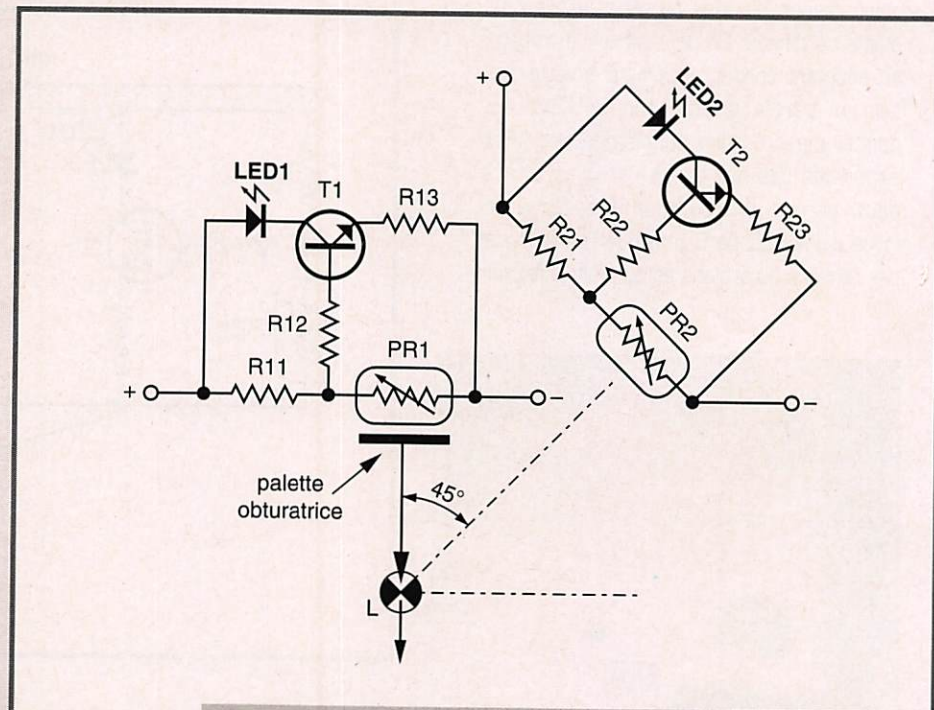 LED1
T1
R13
R12
PR1
R11
+
–
palette
obturatrice
45°
L
+
LED2
T2
R21
R22
R23
PR2
–